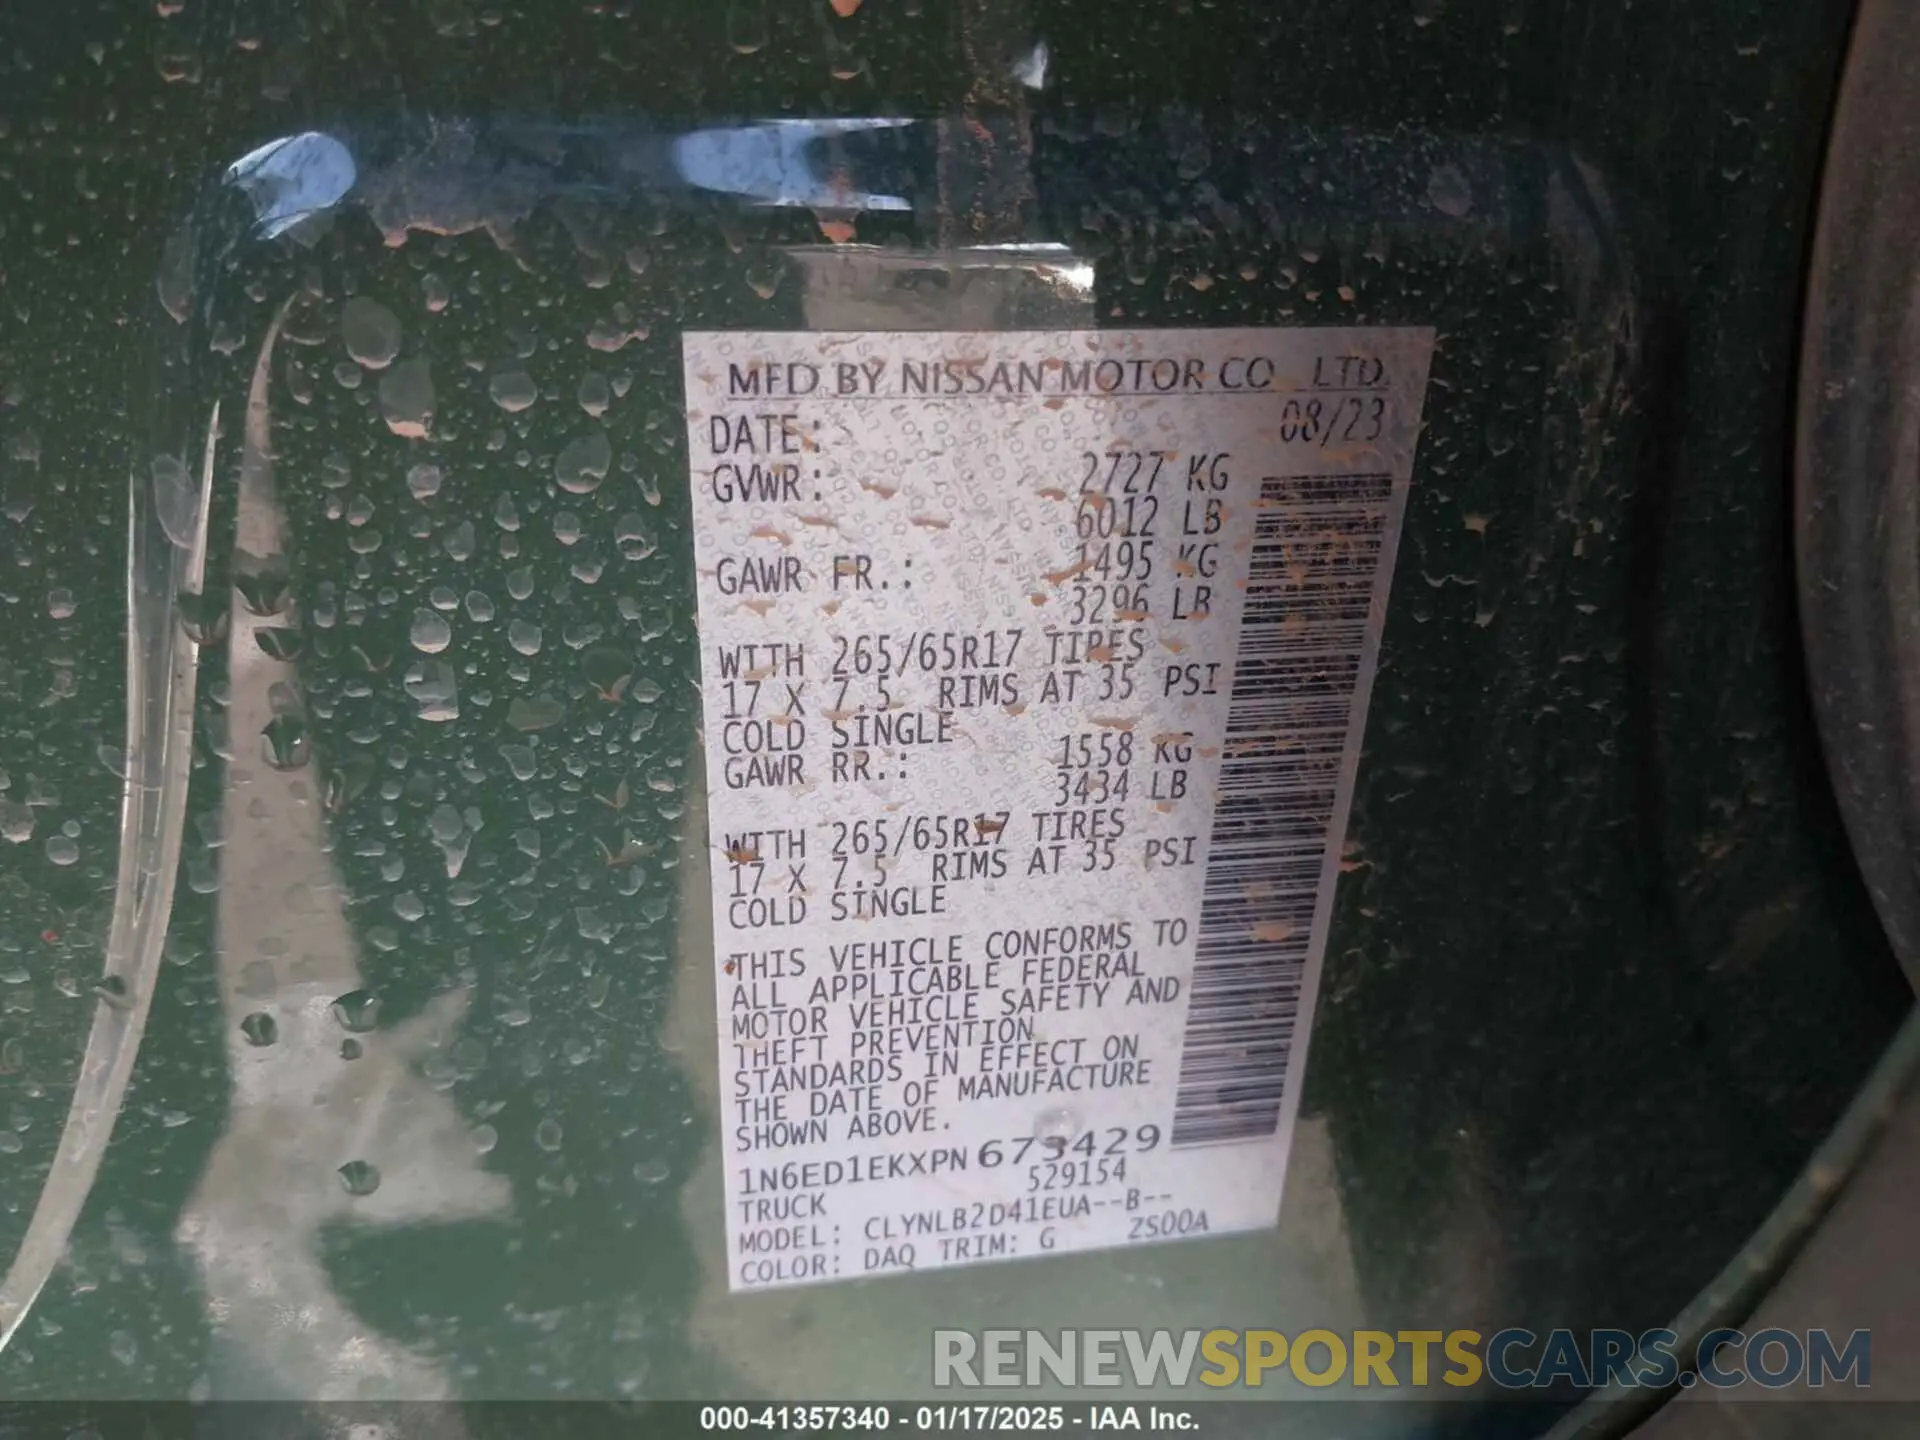 MFD BY NISSAN MOTOR CO LTD.
DATE: 08/23
GVWR: 2727 KG
6012 LB
GAWR FR.: 1495 KG
3296 LB
WITH 265/65R17 TIRES
17 X 7.5 RIMS AT 35 PSI
COLD SINGLE
GAWR RR.: 1558 KG
3434 LB
WITH 265/65R17 TIRES
17 X 7.5 RIMS AT 35 PSI
COLD SINGLE
THIS VEHICLE CONFORMS TO
ALL APPLICABLE FEDERAL
MOTOR VEHICLE SAFETY AND
THEFT PREVENTION
STANDARDS IN EFFECT ON
THE DATE OF MANUFACTURE
SHOWN ABOVE.
1N6ED1EKXPN673429
529154
TRUCK
MODEL: CLYNLB2D41EUA--B--
COLOR: DAQ TRIM: G ZS00A
RENEWSPORTSCARS.COM
000-41357340 - 01/17/2025 - IAA Inc.